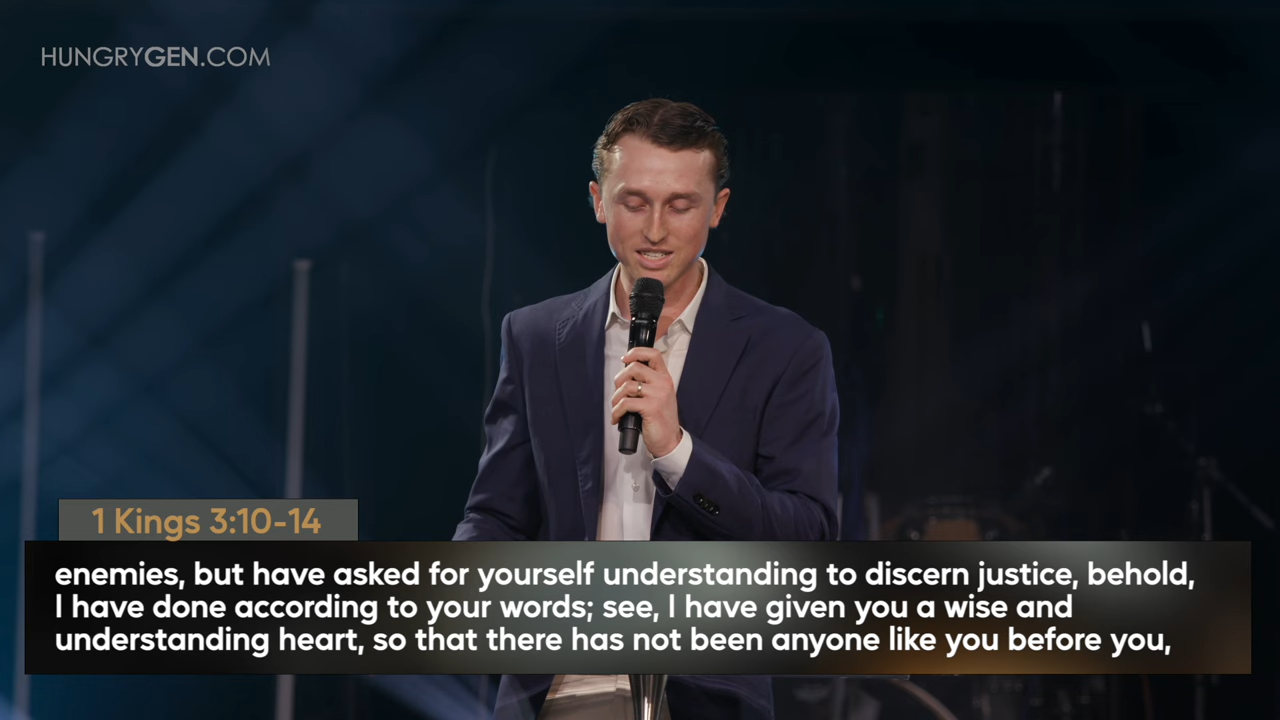 HUNGRYGEN.COM
1 Kings 3:10-14
enemies, but have asked for yourself understanding to discern justice, behold,
I have done according to your words; see, I have given you a wise and
understanding heart, so that there has not been anyone like you before you,